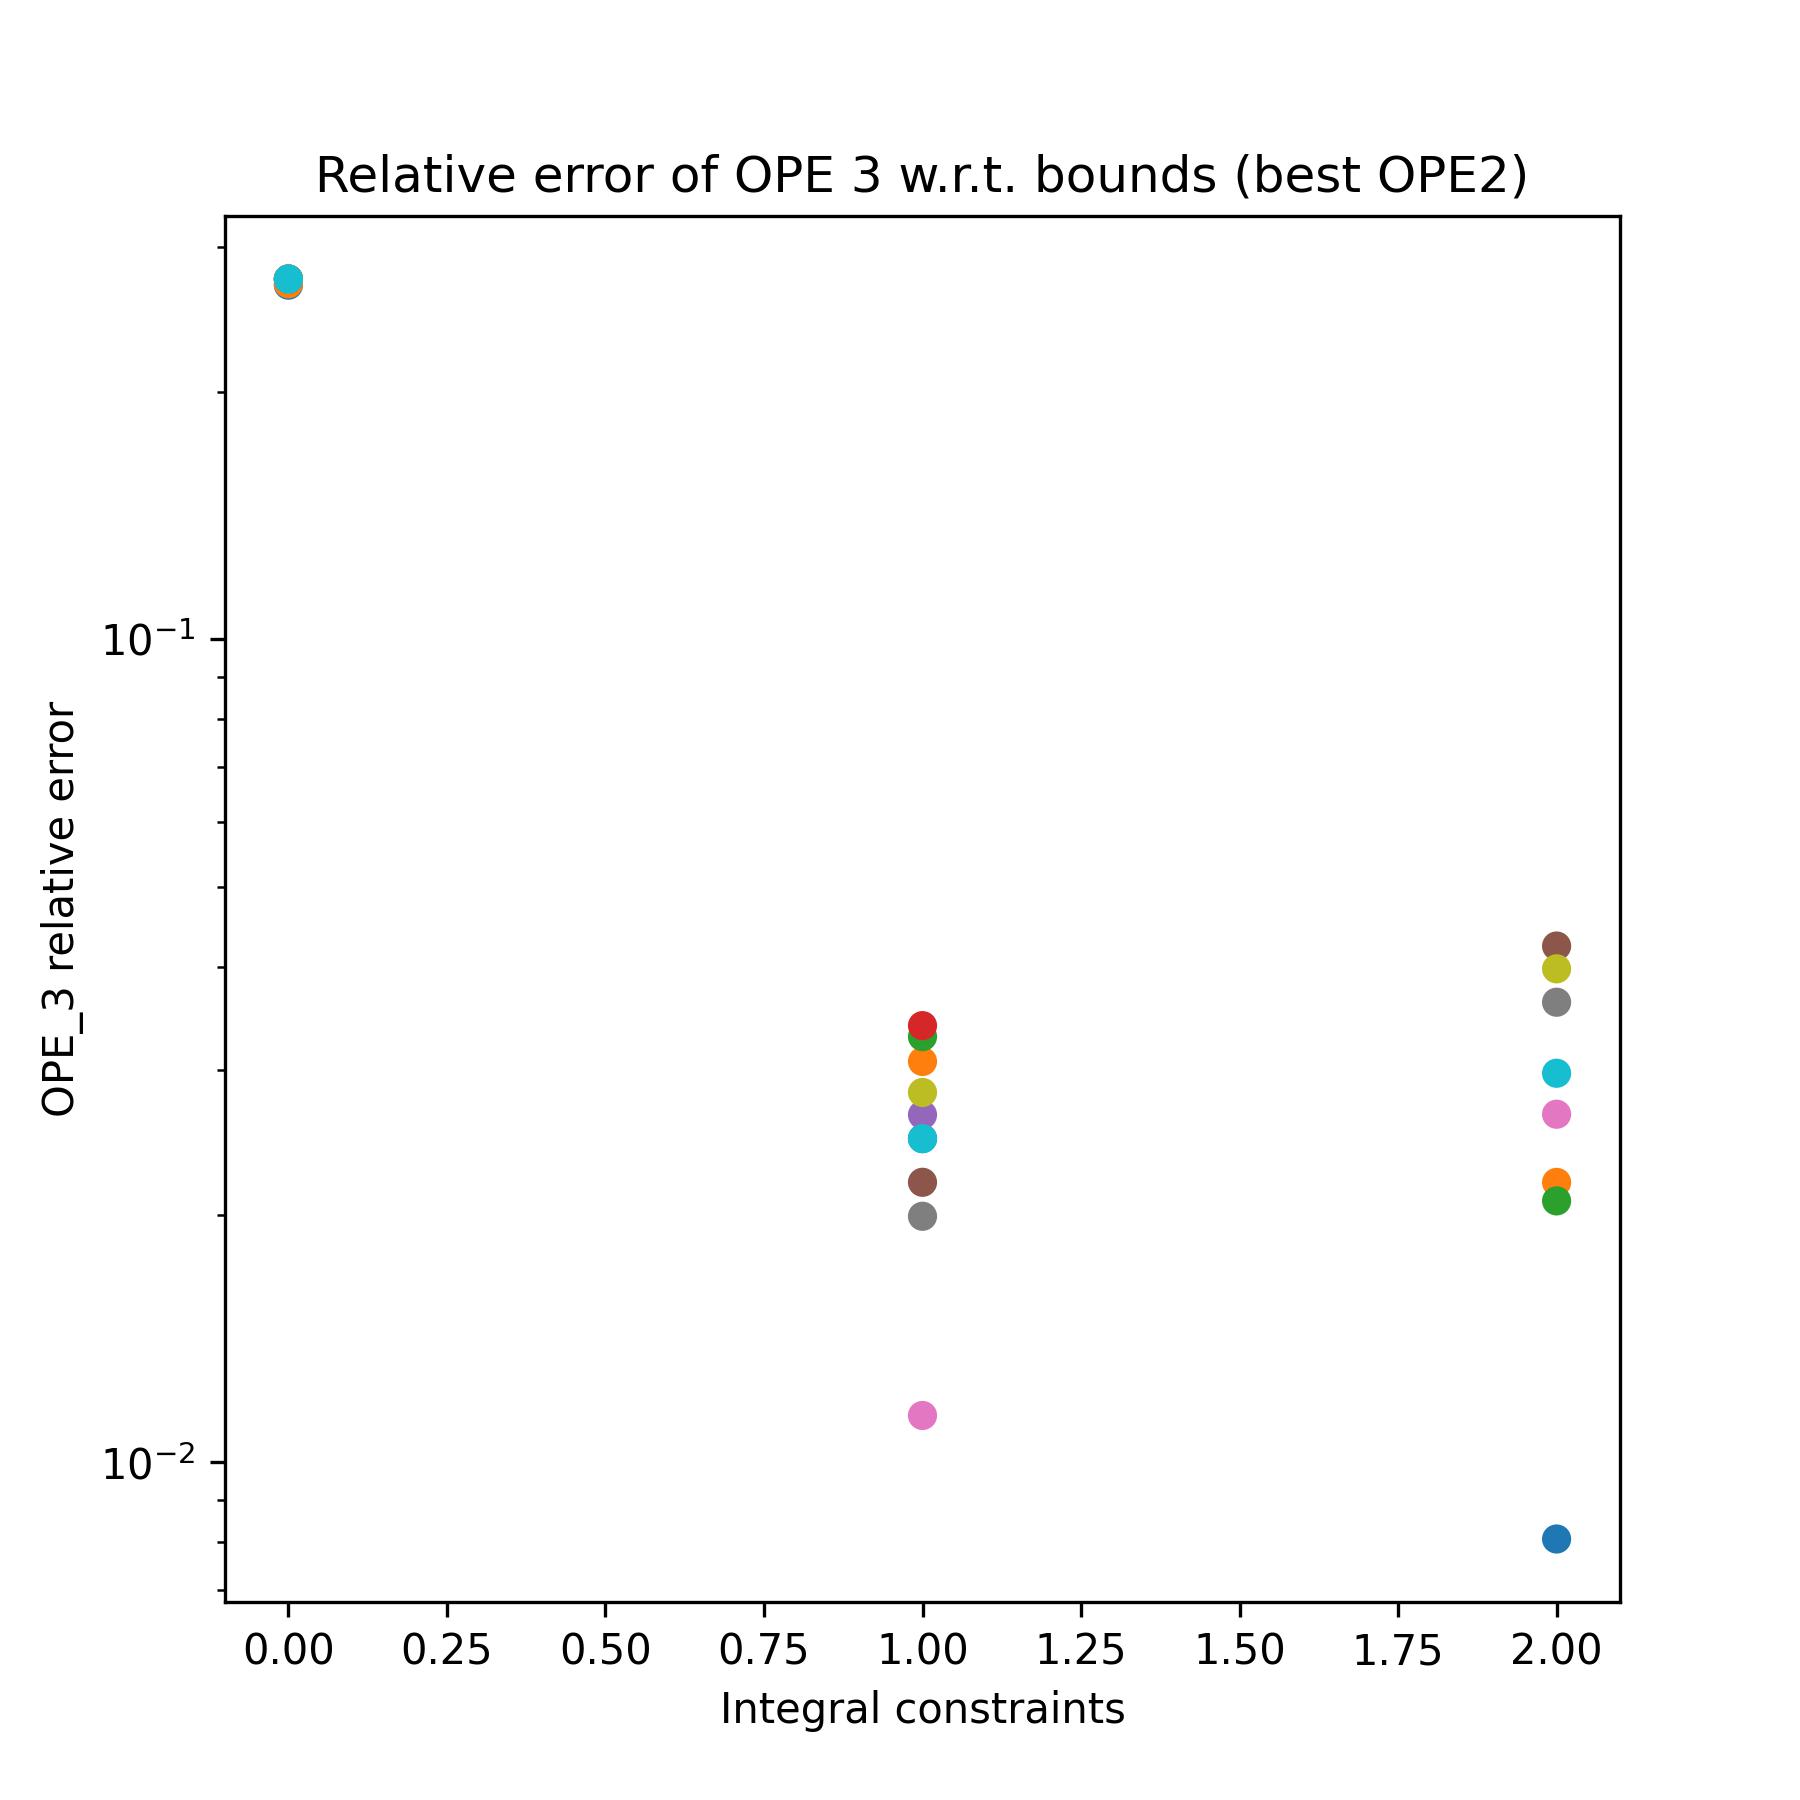 Relative error of OPE 3 w.r.t. bounds (best OPE2)
OPE_3 relative error
10⁻¹
10⁻²
0.00 0.25 0.50 0.75 1.00 1.25 1.50 1.75 2.00
Integral constraints